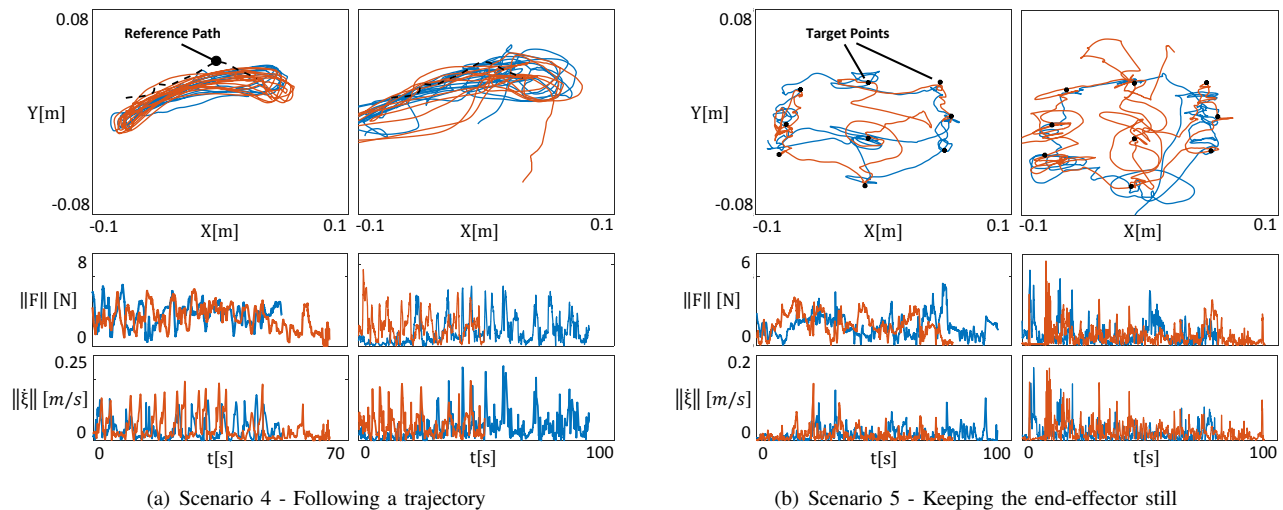 0.08
Reference Path
Y[m]
-0.08
-0.1
X[m]
0.1
-0.1
X[m]
0.1
8
‖F‖ [N]
0
0.25
‖ξ̇‖ [m/s]
0
0
t[s]
70
0
t[s]
100
(a) Scenario 4 - Following a trajectory
0.08
Target Points
Y[m]
-0.08
-0.1
X[m]
0.1
-0.1
X[m]
0.1
6
‖F‖ [N]
0
0.2
‖ξ̇‖ [m/s]
0
0
t[s]
100
0
t[s]
100
(b) Scenario 5 - Keeping the end-effector still